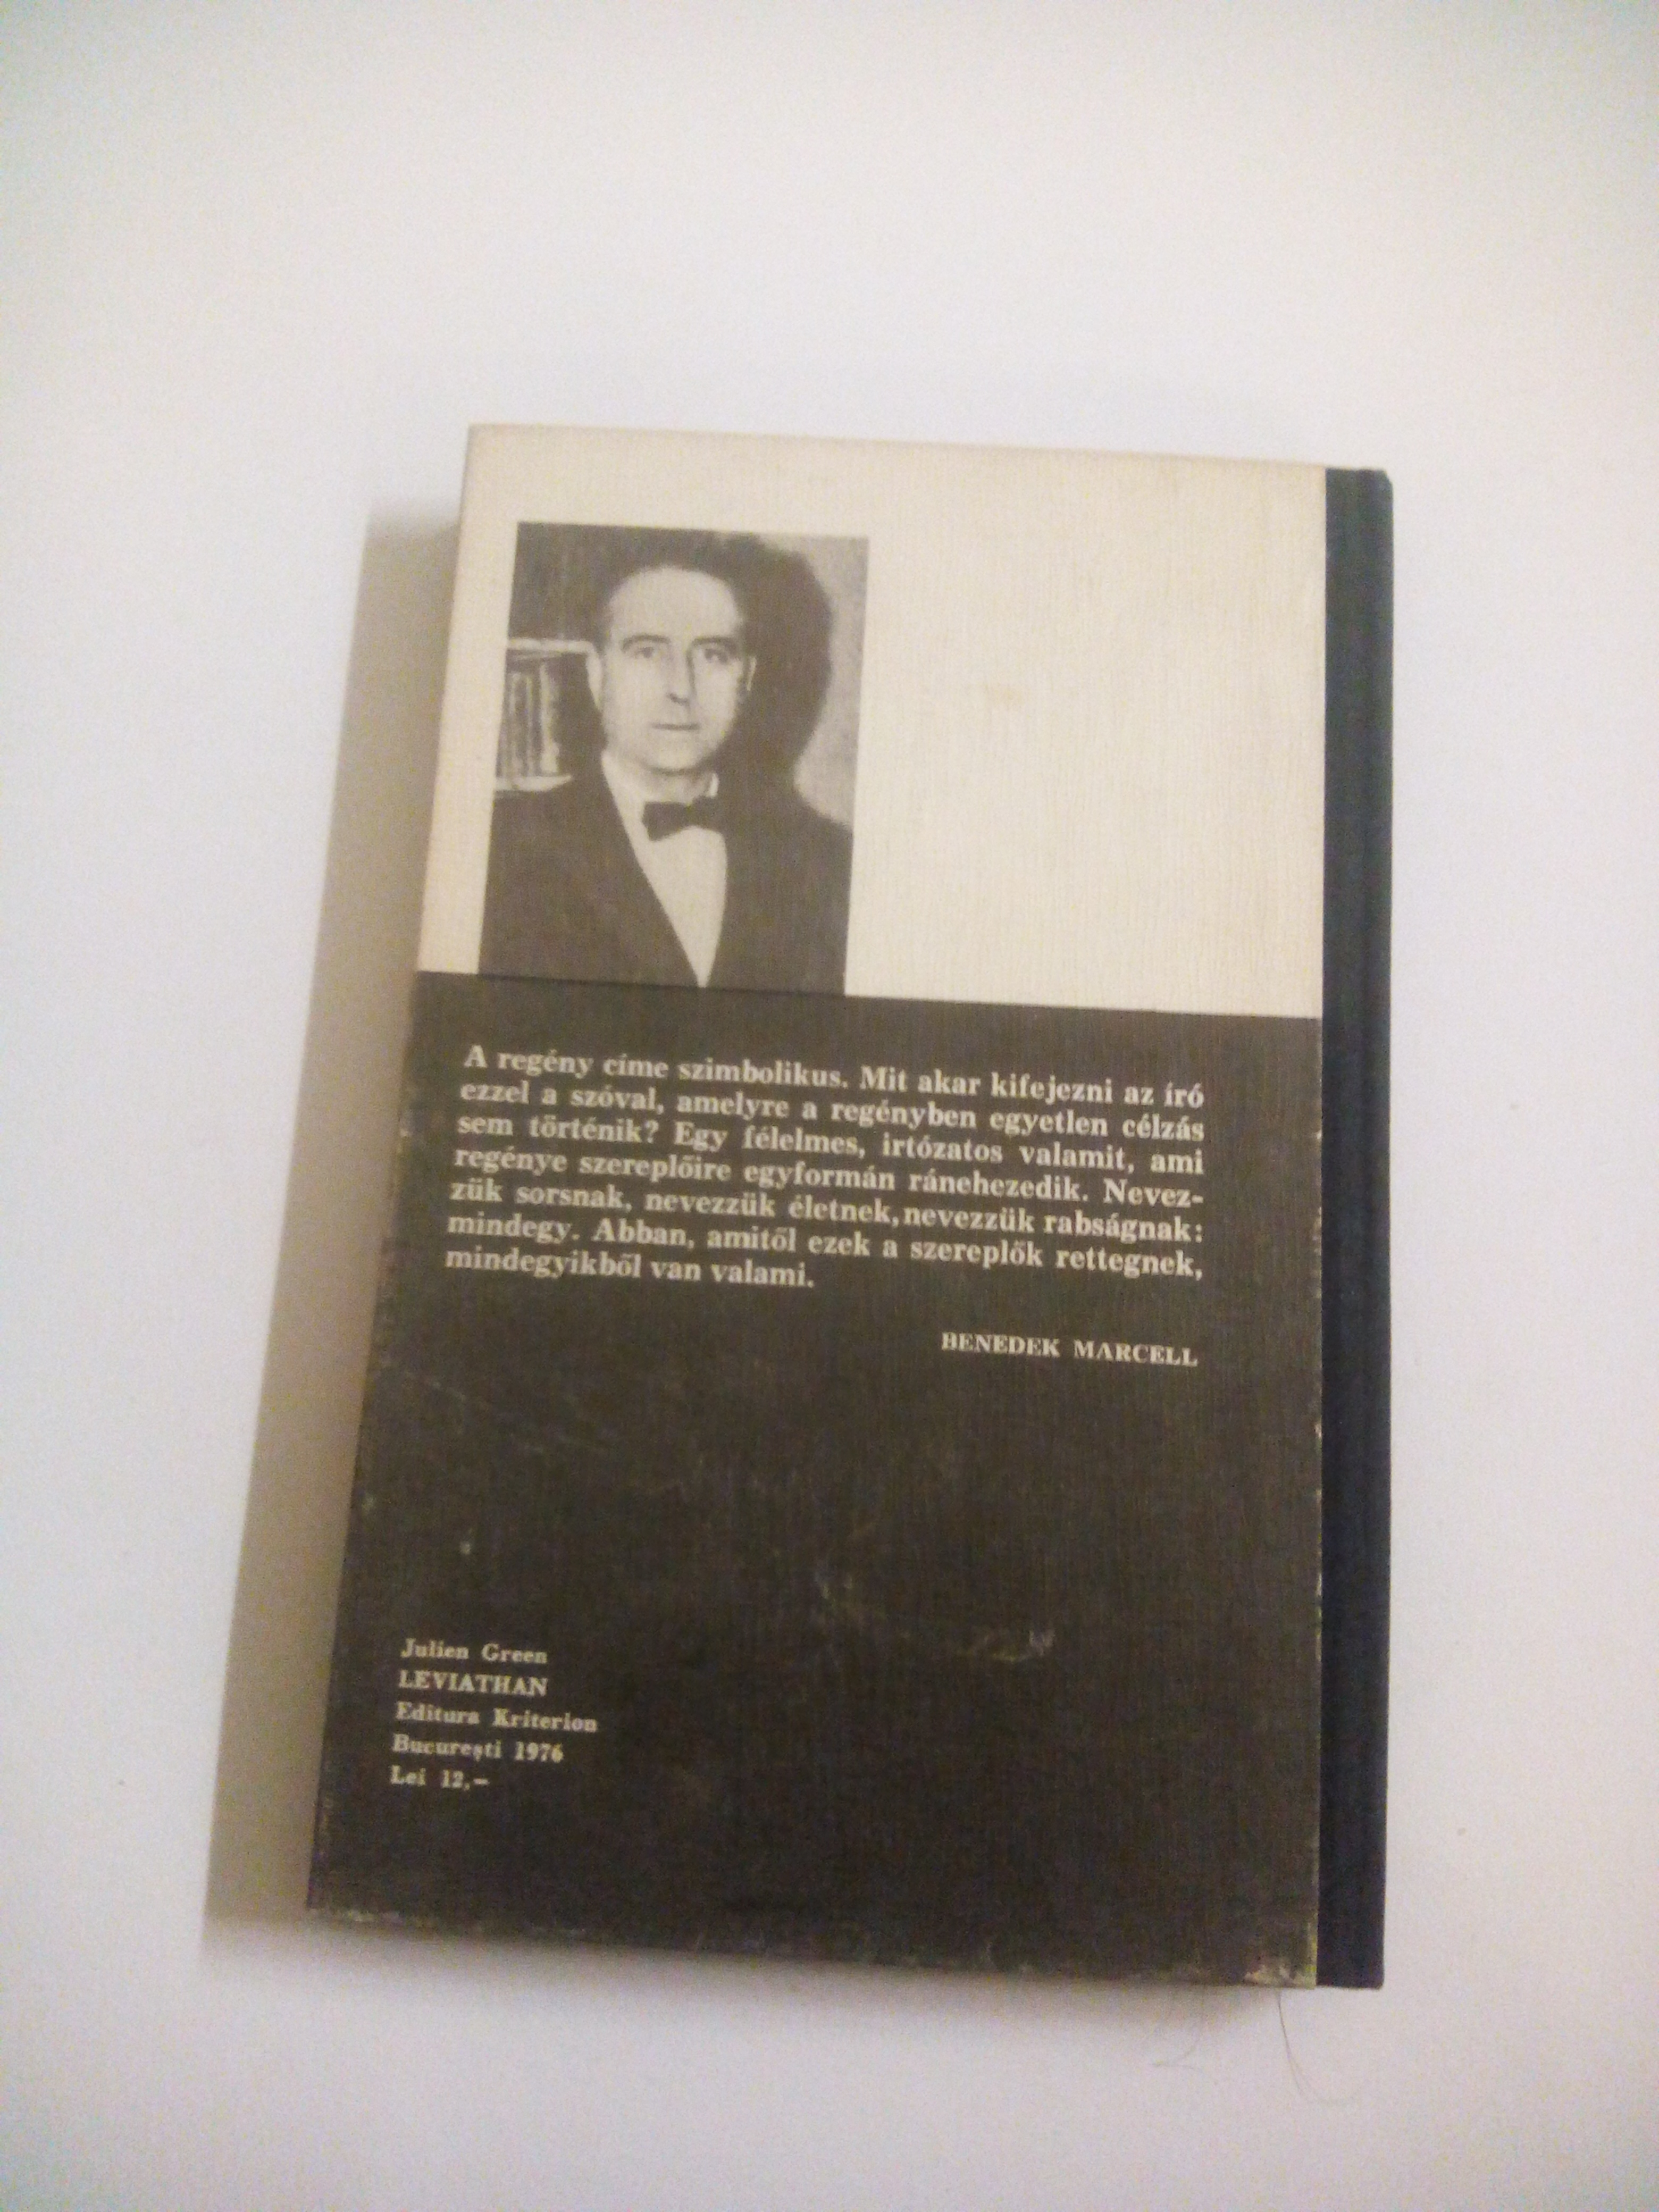 A regény címe szimbolikus. Mit akar kifejezni az író
ezzel a szóval, amelyre a regényben egyetlen célzás
sem történik? Egy félelmes, irtózatos valamit, ami
regénye szereplőire egyformán ránehezedik. Nevez-
zük sorsnak, nevezzük életnek, nevezzük rabságnak:
mindegy. Abban, amitől ezek a szereplők rettegnek,
mindegyikből van valami.
BENEDEK MARCELL
Julien Green
LEVIATHAN
Editura Kriterion
București 1976
Lei 12,–